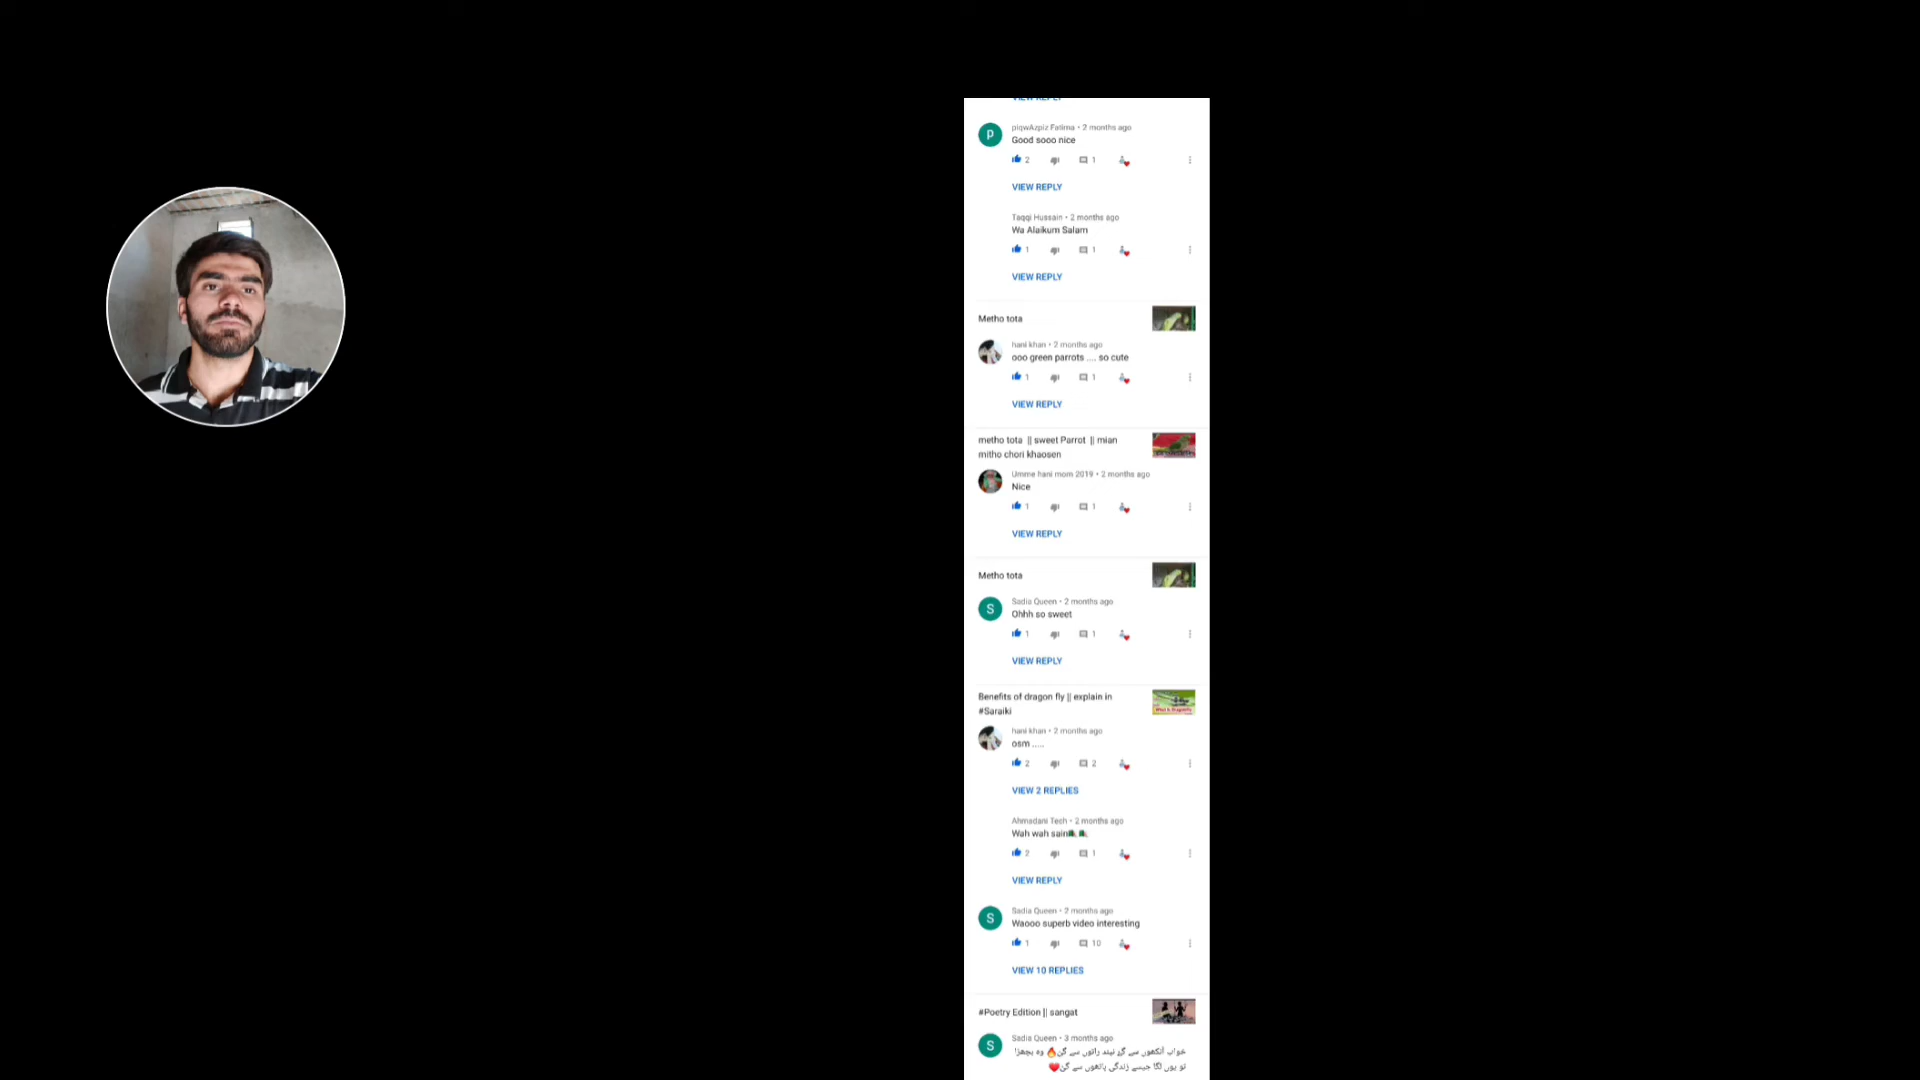 VIEW REPLY
P
piqwAzpiz Fatima • 2 months ago
Good sooo nice
2
1
VIEW REPLY
Taqqi Hussain • 2 months ago
Wa Alaikum Salam
1
1
VIEW REPLY
Metho tota
hani khan • 2 months ago
ooo green parrots .... so cute
1
1
VIEW REPLY
metho tota || sweet Parrot || mian
mitho chori khaosen
Umme hani mom 2019 • 2 months ago
Nice
1
1
VIEW REPLY
Metho tota
S
Sadia Queen • 2 months ago
Ohhh so sweet
1
1
VIEW REPLY
Benefits of dragon fly || explain in
#Saraiki
hani khan • 2 months ago
osm .....
2
2
VIEW 2 REPLIES
Ahmadani Tech • 2 months ago
Wah wah sain
2
1
VIEW REPLY
S
Sadia Queen • 2 months ago
Waooo superb video interesting
1
10
VIEW 10 REPLIES
#Poetry Edition || sangat
S
Sadia Queen • 3 months ago
خواب آنکھوں سے گۓ نیند راتوں سے گئ🔥 وہ بچھڑا
تو یوں لگا جیسے زندگی ہاتھوں سے گئ❤️